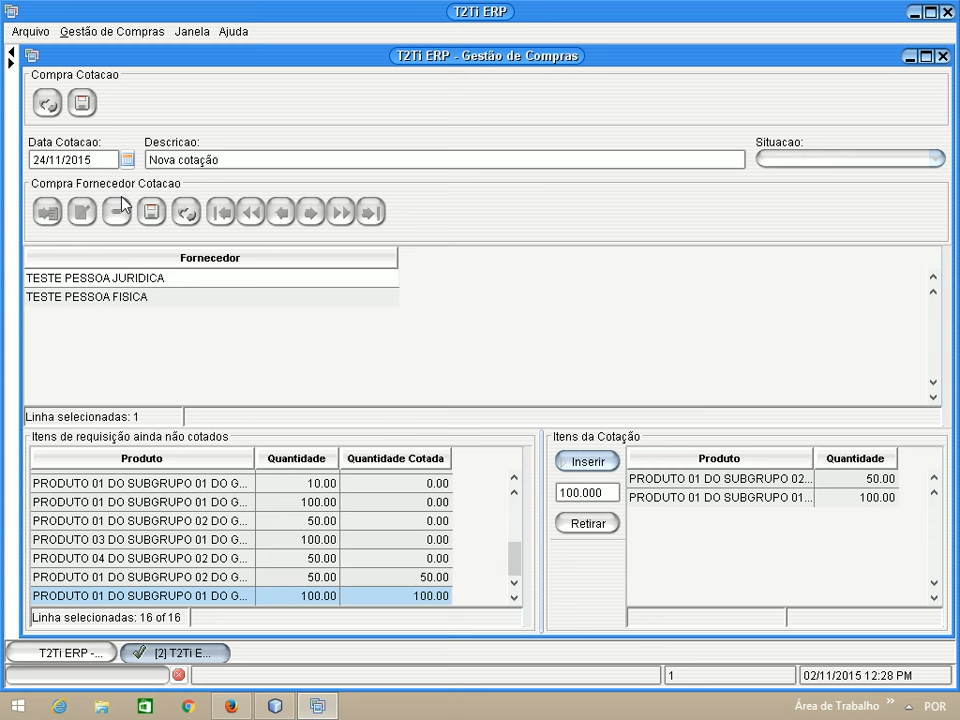 T2Ti ERP
Arquivo Gestão de Compras Janela Ajuda
T2Ti ERP - Gestão de Compras
Compra Cotacao
Data Cotacao: Descricao: Situacao:
24/11/2015 Nova cotação
Compra Fornecedor Cotacao
Fornecedor
TESTE PESSOA JURIDICA
TESTE PESSOA FISICA
Linha selecionadas: 1
Itens de requisição ainda não cotados
Produto Quantidade Quantidade Cotada
PRODUTO 01 DO SUBGRUPO 01 DO G... 10.00 0.00
PRODUTO 01 DO SUBGRUPO 01 DO G... 100.00 0.00
PRODUTO 01 DO SUBGRUPO 02 DO G... 50.00 0.00
PRODUTO 03 DO SUBGRUPO 01 DO G... 100.00 0.00
PRODUTO 04 DO SUBGRUPO 02 DO G... 50.00 0.00
PRODUTO 01 DO SUBGRUPO 02 DO G... 50.00 50.00
PRODUTO 01 DO SUBGRUPO 01 DO G... 100.00 100.00
Linha selecionadas: 16 of 16
Itens da Cotação
Inserir
100.000
Retirar
Produto Quantidade
PRODUTO 01 DO SUBGRUPO 02... 50.00
PRODUTO 01 DO SUBGRUPO 01... 100.00
T2Ti ERP -... [2] T2Ti E...
1 02/11/2015 12:28 PM
Área de Trabalho » POR